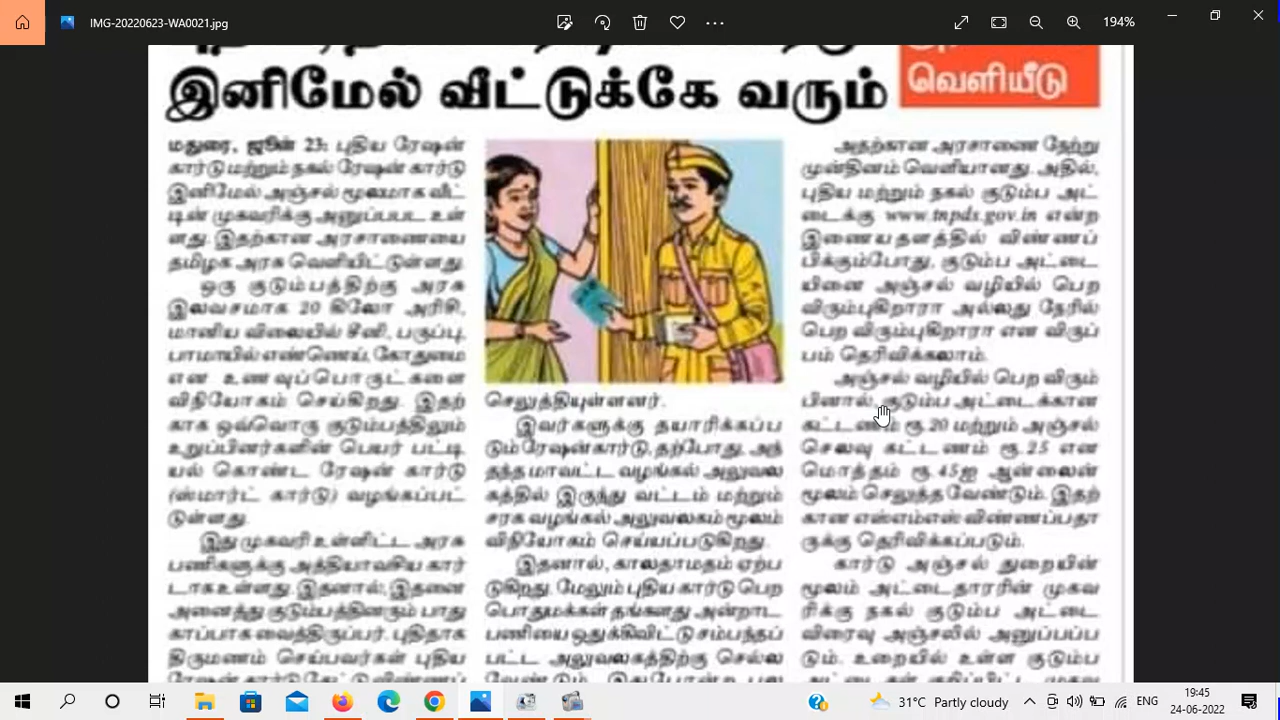 IMG-20220623-WA0021.jpg
194%
இனிமேல் வீட்டுக்கே வரும்
வெளியீடு
மதுரை, ஜூன் 23: புதிய ரேஷன்
கார்டு மற்றும் நகல் ரேஷன் கார்டு
இனிமேல் அஞ்சல் மூலமாக வீட்
டின் முகவரிக்கு அனுப்பபட உள்
ளது. இதற்கான அரசாணையை
தமிழக அரசு வெளியிட்டுள்ளது.
ஒரு குடும்பத்திற்கு அரசு
இலவசமாக 20 கிலோ அரிசி,
மானிய விலையில் சீனி, பருப்பு,
பாமாயில் எண்ணெய், கோதுமை
என உணவுப்பொருட்களை
விநியோகம் செய்கிறது. இதற்
காக ஒவ்வொரு குடும்பத்திலும்
உறுப்பினர்களின் பெயர் பட்டி
யல் கொண்ட ரேஷன் கார்டு
(ஸ்மார்ட் கார்டு) வழங்கப்பட்
டுள்ளது.
இது முகவரி உள்ளிட்ட அரசு
பணிகளுக்கு அத்தியாவசிய கார்
டாக உள்ளது. இதனால், இதனை
அனைத்து குடும்பத்தினரும் பாது
காப்பாக வைத்திருப்பர். புதிதாக
திருமணம் செய்பவர்கள் புதிய
ரேஷன் கார்டு கேட்டு விண்ணப்
செலுத்தியுள்ளனர்.
இவர்களுக்கு தயாரிக்கப்ப
டும் ரேஷன் கார்டு, தற்போது, அந்
தந்த மாவட்ட வழங்கல் அலுவல
கத்தில் இருந்து வட்டம் மற்றும்
சரக வழங்கல் அலுவலகம் மூலம்
விநியோகம் செய்யப்படுகிறது.
இதனால், காலதாமதம் ஏற்ப
டுகிறது. மேலும் புதிய கார்டு பெற
பொதுமக்கள் தங்களது அன்றாட
பணியை ஒதுக்கிவிட்டு சம்பந்தப்
பட்ட அலுவலகத்திற்கு செல்ல
வேண்டும். இதுபோன்ற பல
அதற்கான அரசாணை நேற்று
முன்தினம் வெளியானது. அதில்,
புதிய மற்றும் நகல் குடும்ப அட்
டைக்கு www.tnpds.gov.in என்ற
இணைய தளத்தில் விண்ணப்
பிக்கும்போது, குடும்ப அட்டை
யினை அஞ்சல் வழியில் பெற
விரும்புகிறாரா அல்லது நேரில்
பெற விரும்புகிறாரா என விருப்
பம் தெரிவிக்கலாம்.
அஞ்சல் வழியில் பெற விரும்
பினால், குடும்ப அட்டைக்கான
கட்டணம் ரூ.20 மற்றும் அஞ்சல்
செலவு கட்டணம் ரூ.25 என
மொத்தம் ரூ.45ஐ ஆன்லைன்
மூலம் செலுத்த வேண்டும். இதற்
கான எஸ்எம்எஸ் விண்ணப்பதா
ருக்கு தெரிவிக்கப்படும்.
கார்டு அஞ்சல் துறையின்
மூலம் அட்டைதாரரின் முகவ
ரிக்கு நகல் குடும்ப அட்டை
விரைவு அஞ்சலில் அனுப்பப்ப
டும். உறையில் உள்ள குடும்ப
31°C Partly cloudy
ENG
19:45
24-06-2022